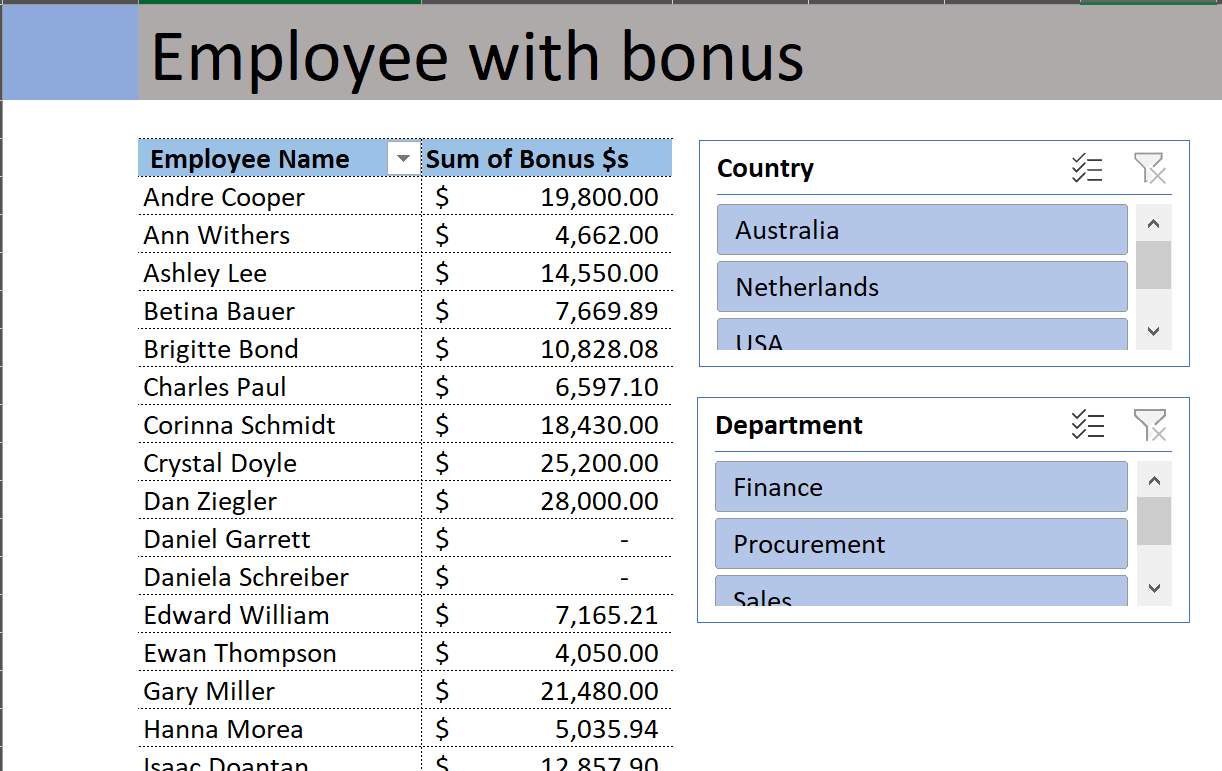 Employee with bonus
Employee Name Sum of Bonus $s
Andre Cooper $ 19,800.00
Ann Withers $ 4,662.00
Ashley Lee $ 14,550.00
Betina Bauer $ 7,669.89
Brigitte Bond $ 10,828.08
Charles Paul $ 6,597.10
Corinna Schmidt $ 18,430.00
Crystal Doyle $ 25,200.00
Dan Ziegler $ 28,000.00
Daniel Garrett $ -
Daniela Schreiber $ -
Edward William $ 7,165.21
Ewan Thompson $ 4,050.00
Gary Miller $ 21,480.00
Hanna Morea $ 5,035.94
Isaac Doantan $ 12,857.90
Country
Australia
Netherlands
USA
Department
Finance
Procurement
Sales